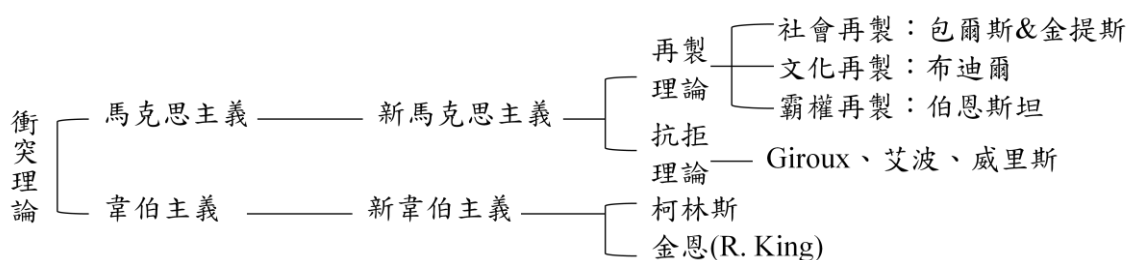 衝突理論
馬克思主義
新馬克思主義
再製理論
社會再製：包爾斯&金提斯
文化再製：布迪爾
霸權再製：伯恩斯坦
抗拒理論
Giroux、艾波、威里斯
韋伯主義
新韋伯主義
柯林斯
金恩(R. King)